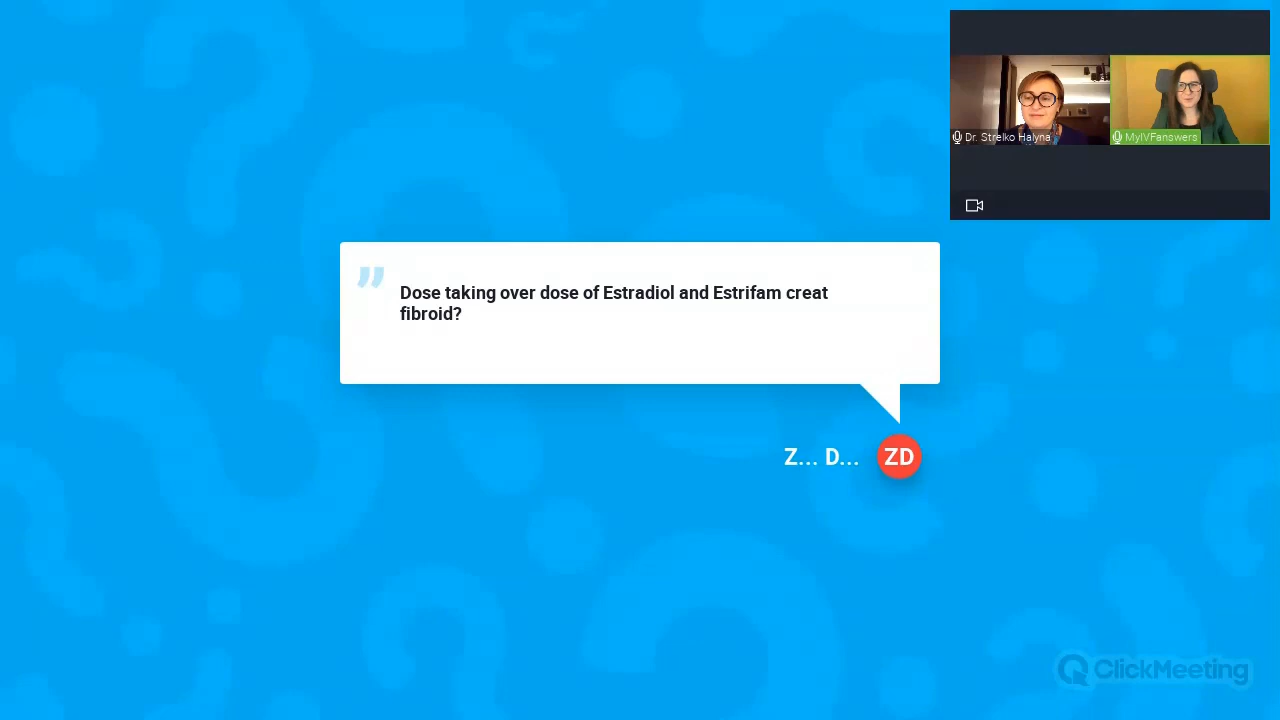 Dr. Strelko Halyna
MyIVFanswers
Dose taking over dose of Estradiol and Estrifam creat
fibroid?
Z... D...
ZD
ClickMeeting